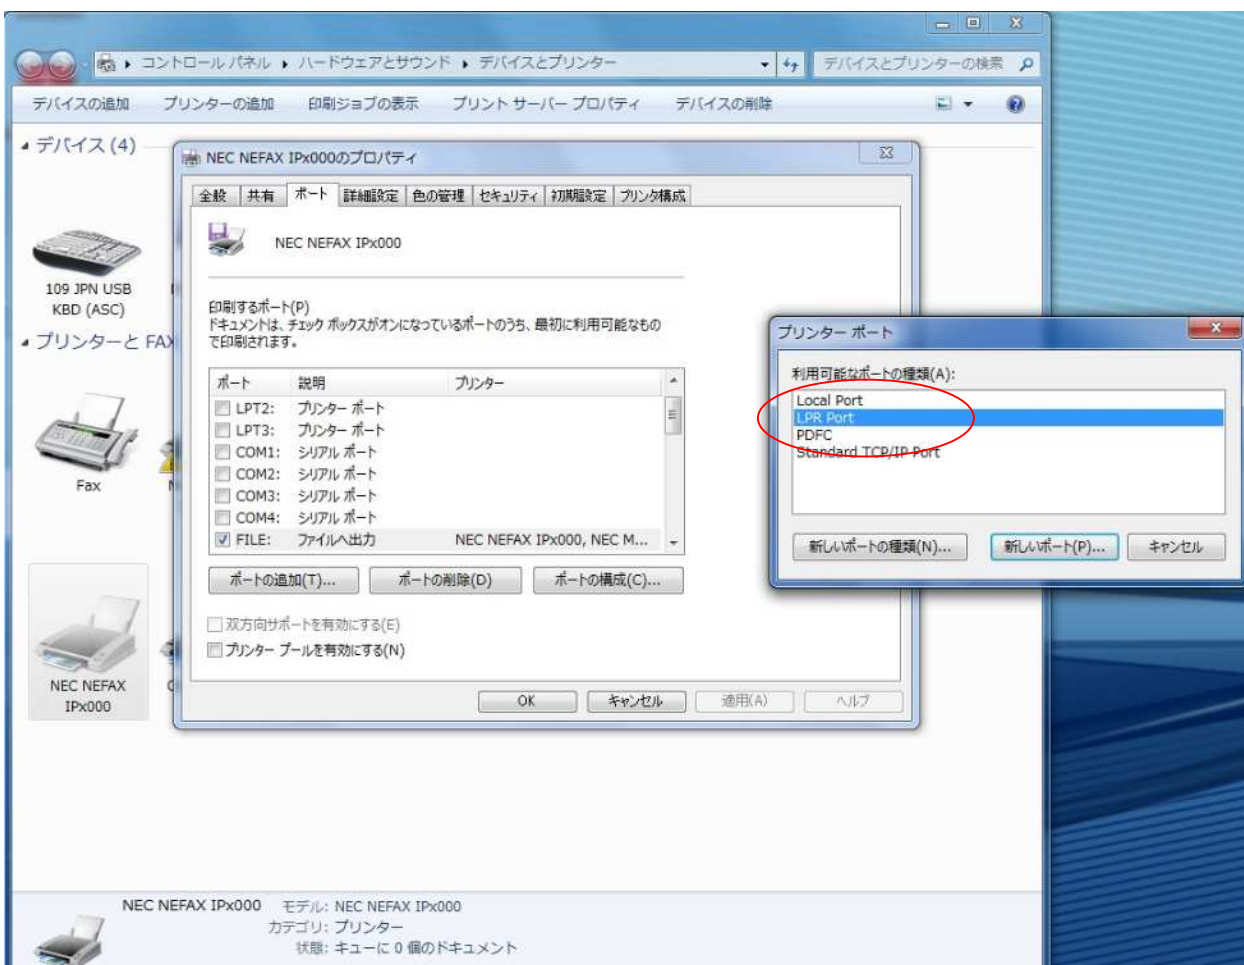 コントロール パネル ▸ ハードウェアとサウンド ▸ デバイスとプリンター
デバイスとプリンターの検索
デバイスの追加 プリンターの追加 印刷ジョブの表示 プリント サーバー プロパティ デバイスの削除
デバイス (4)
109 JPN USB
KBD (ASC)
プリンターと FAX
Fax
NEC NEFAX
IPx000
NEC NEFAX IPx000のプロパティ
全般 共有 ポート 詳細設定 色の管理 セキュリティ 初期設定 プリンタ構成
NEC NEFAX IPx000
印刷するポート(P)
ドキュメントは、チェック ボックスがオンになっているポートのうち、最初に利用可能なもの
で印刷されます。
ポート 説明 プリンター
LPT2: プリンター ポート
LPT3: プリンター ポート
COM1: シリアル ポート
COM2: シリアル ポート
COM3: シリアル ポート
COM4: シリアル ポート
FILE: ファイルへ出力 NEC NEFAX IPx000, NEC M...
ポートの追加(T)... ポートの削除(D) ポートの構成(C)...
双方向サポートを有効にする(E)
プリンター プールを有効にする(N)
OK キャンセル 適用(A) ヘルプ
プリンター ポート
利用可能なポートの種類(A):
Local Port
LPR Port
PDFC
Standard TCP/IP Port
新しいポートの種類(N)... 新しいポート(P)... キャンセル
NEC NEFAX IPx000 モデル: NEC NEFAX IPx000
カテゴリ: プリンター
状態: キューに 0 個のドキュメント